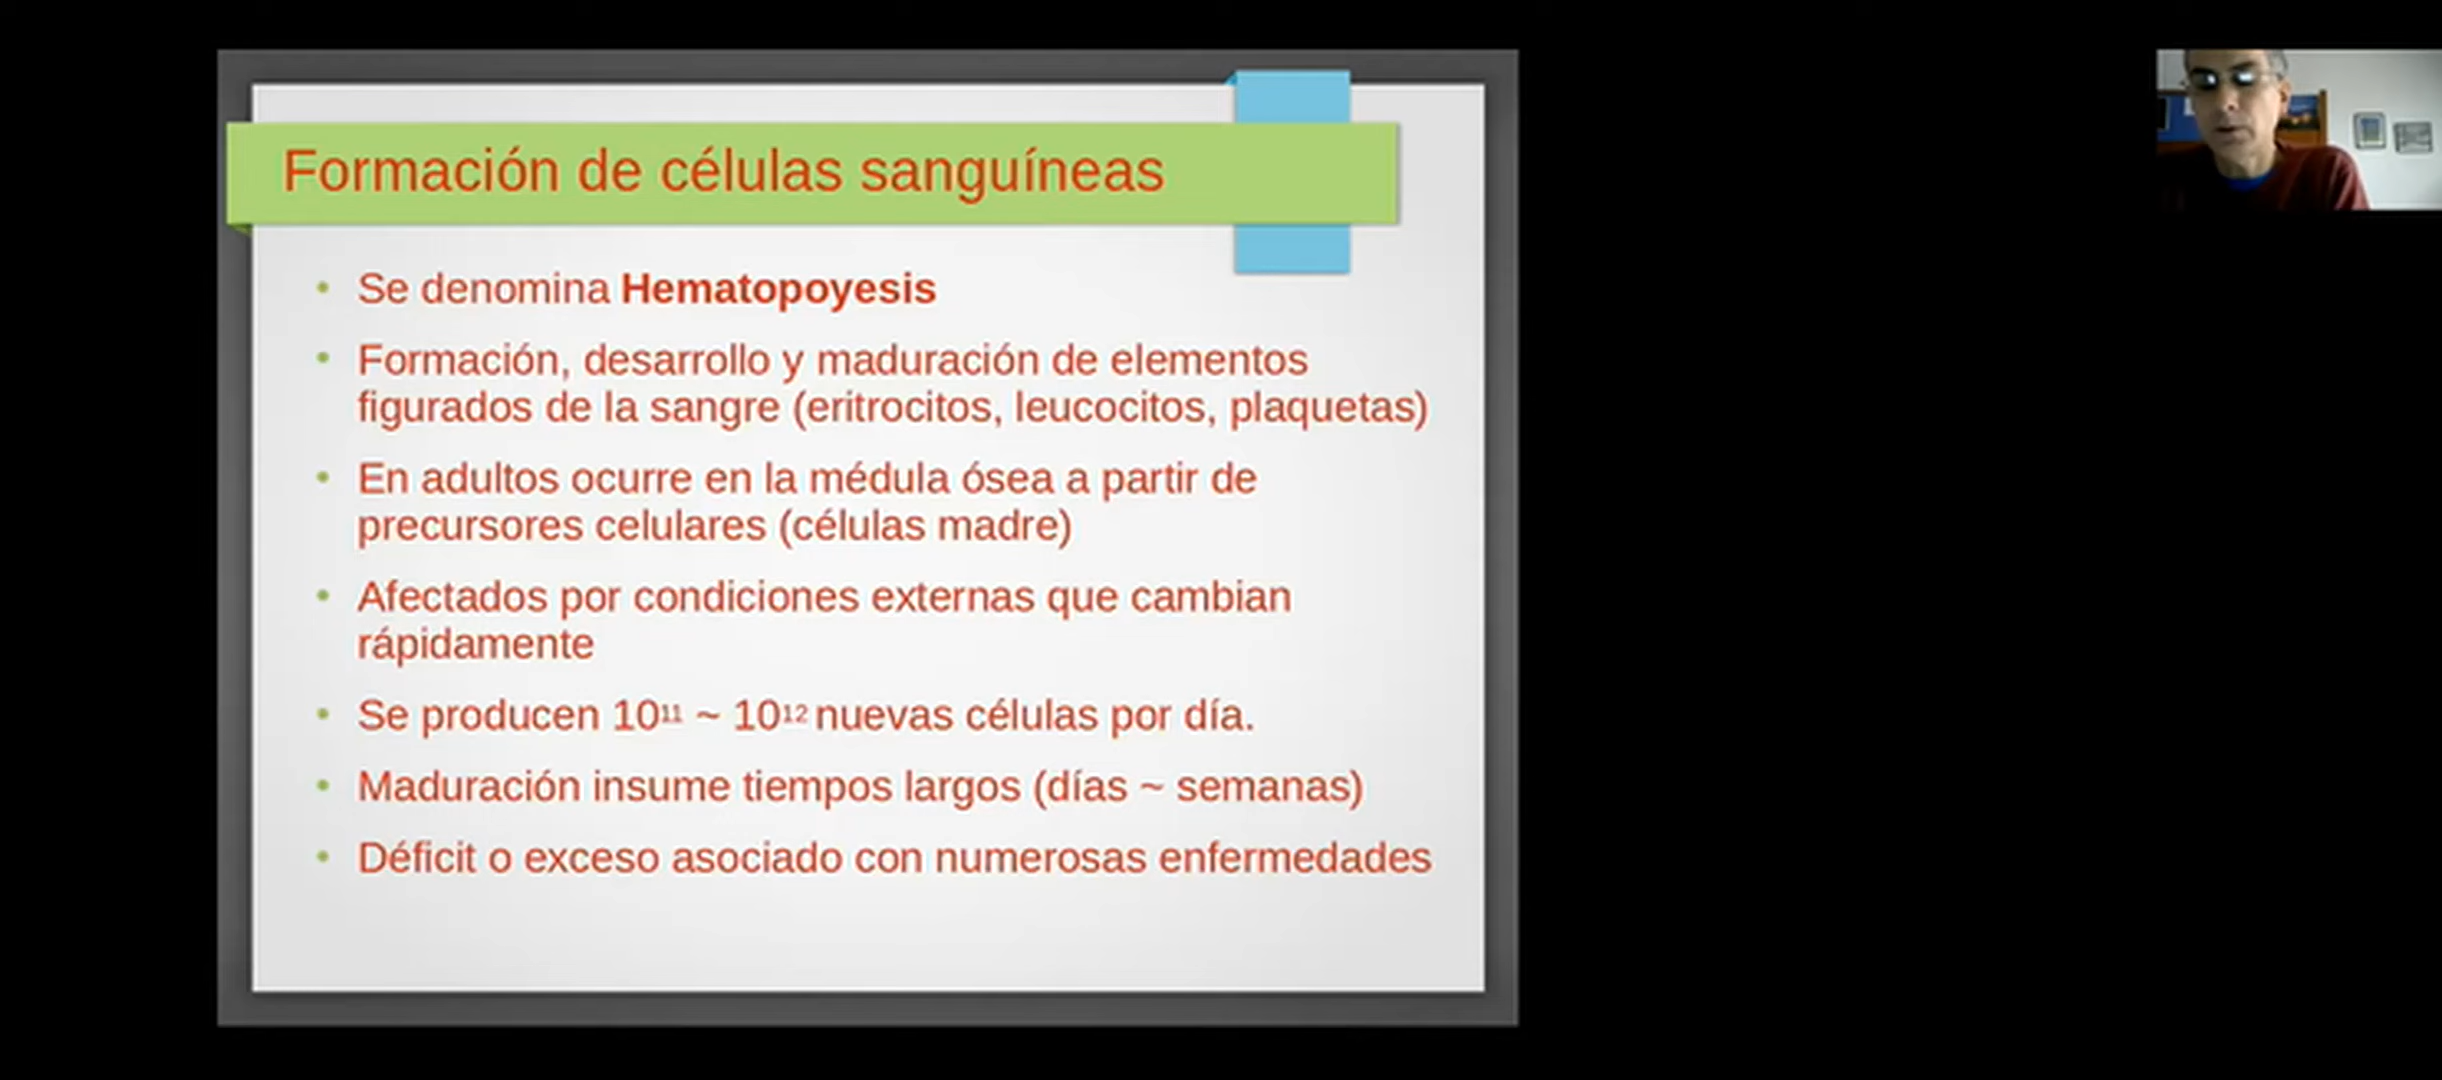 Formación de células sanguíneas
• Se denomina Hematopoyesis
• Formación, desarrollo y maduración de elementos
figurados de la sangre (eritrocitos, leucocitos, plaquetas)
• En adultos ocurre en la médula ósea a partir de
precursores celulares (células madre)
• Afectados por condiciones externas que cambian
rápidamente
• Se producen 10¹¹ ~ 10¹² nuevas células por día.
• Maduración insume tiempos largos (días ~ semanas)
• Déficit o exceso asociado con numerosas enfermedades